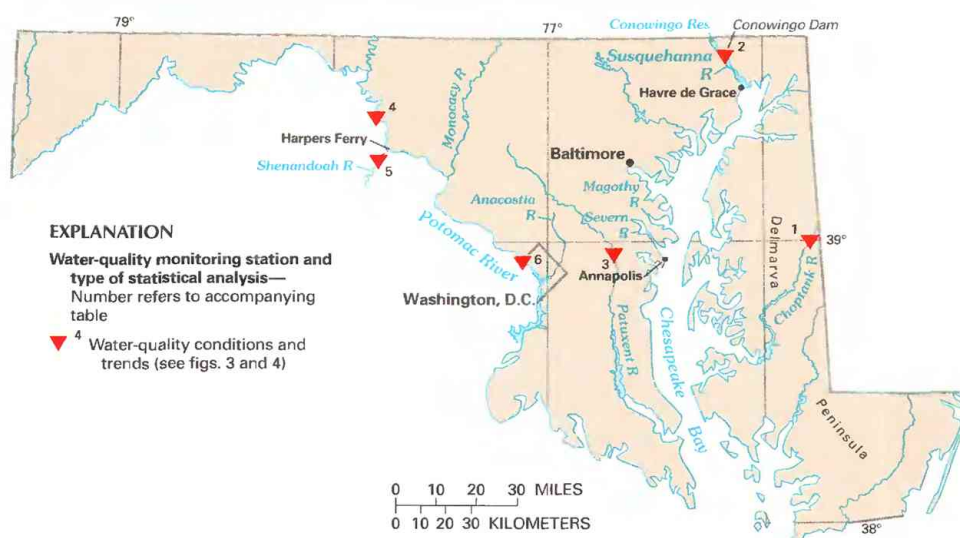 79°
77°
Conowingo Res.
Conowingo Dam
2
Susquehanna
R
Havre de Grace
Monocacy R
4
Harpers Ferry
Shenandoah R
5
Baltimore
Magothy
R
Anacostia
R
Severn
R
EXPLANATION
Water-quality monitoring station and
type of statistical analysis—
Number refers to accompanying
table
4 Water-quality conditions and
trends (see figs. 3 and 4)
Potomac River
6
3
Annapolis
Washington, D.C.
Patuxent R
Chesapeake
Bay
Delmarva
Peninsula
1
39°
Choptank R
0 10 20 30 MILES
0 10 20 30 KILOMETERS
38°